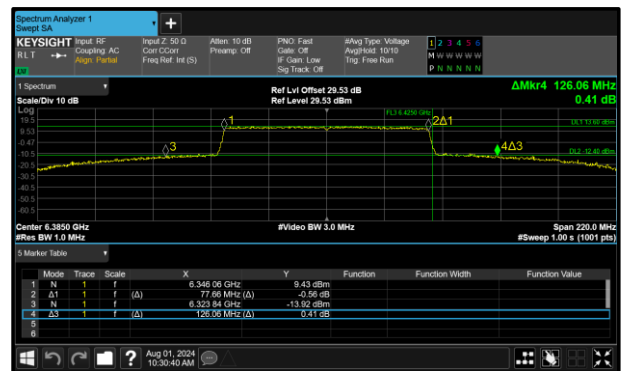 Spectrum Analyzer 1
Swept SA
+
KEYSIGHT Input: RF Input Z: 50 Ω Atten: 10 dB PNO: Fast #Avg Type: Voltage 1 2 3 4 5 6
RLT Coupling: AC Corr CCorr Preamp: Off Gate: Off Avg|Hold: 10/10 M W W W W W
Align: Partial Freq Ref: Int (S) IF Gain: Low Trig: Free Run P N N N N N
Sig Track: Off
1 Spectrum
Scale/Div 10 dB
Ref Lvl Offset 29.53 dB
Ref Level 29.53 dBm
ΔMkr4 126.06 MHz
0.41 dB
Log
FL3 6.4250 GHz
19.5
1
2Δ1
DL1 13.60 dBm
9.53
-0.47
3
4Δ3
DL2 -12.40 dBm
-10.5
-20.5
-30.5
-40.5
-50.5
-60.5
Center 6.3850 GHz #Video BW 3.0 MHz Span 220.0 MHz
#Res BW 1.0 MHz #Sweep 1.00 s (1001 pts)
5 Marker Table
Mode Trace Scale X Y Function Function Width Function Value
1 N 1 f 6.346 06 GHz 9.43 dBm
2 Δ1 1 f (Δ) 77.66 MHz (Δ) -0.56 dB
3 N 1 f 6.323 84 GHz -13.92 dBm
4 Δ3 1 f (Δ) 126.06 MHz (Δ) 0.41 dB
5
6
? Aug 01, 2024
10:30:40 AM